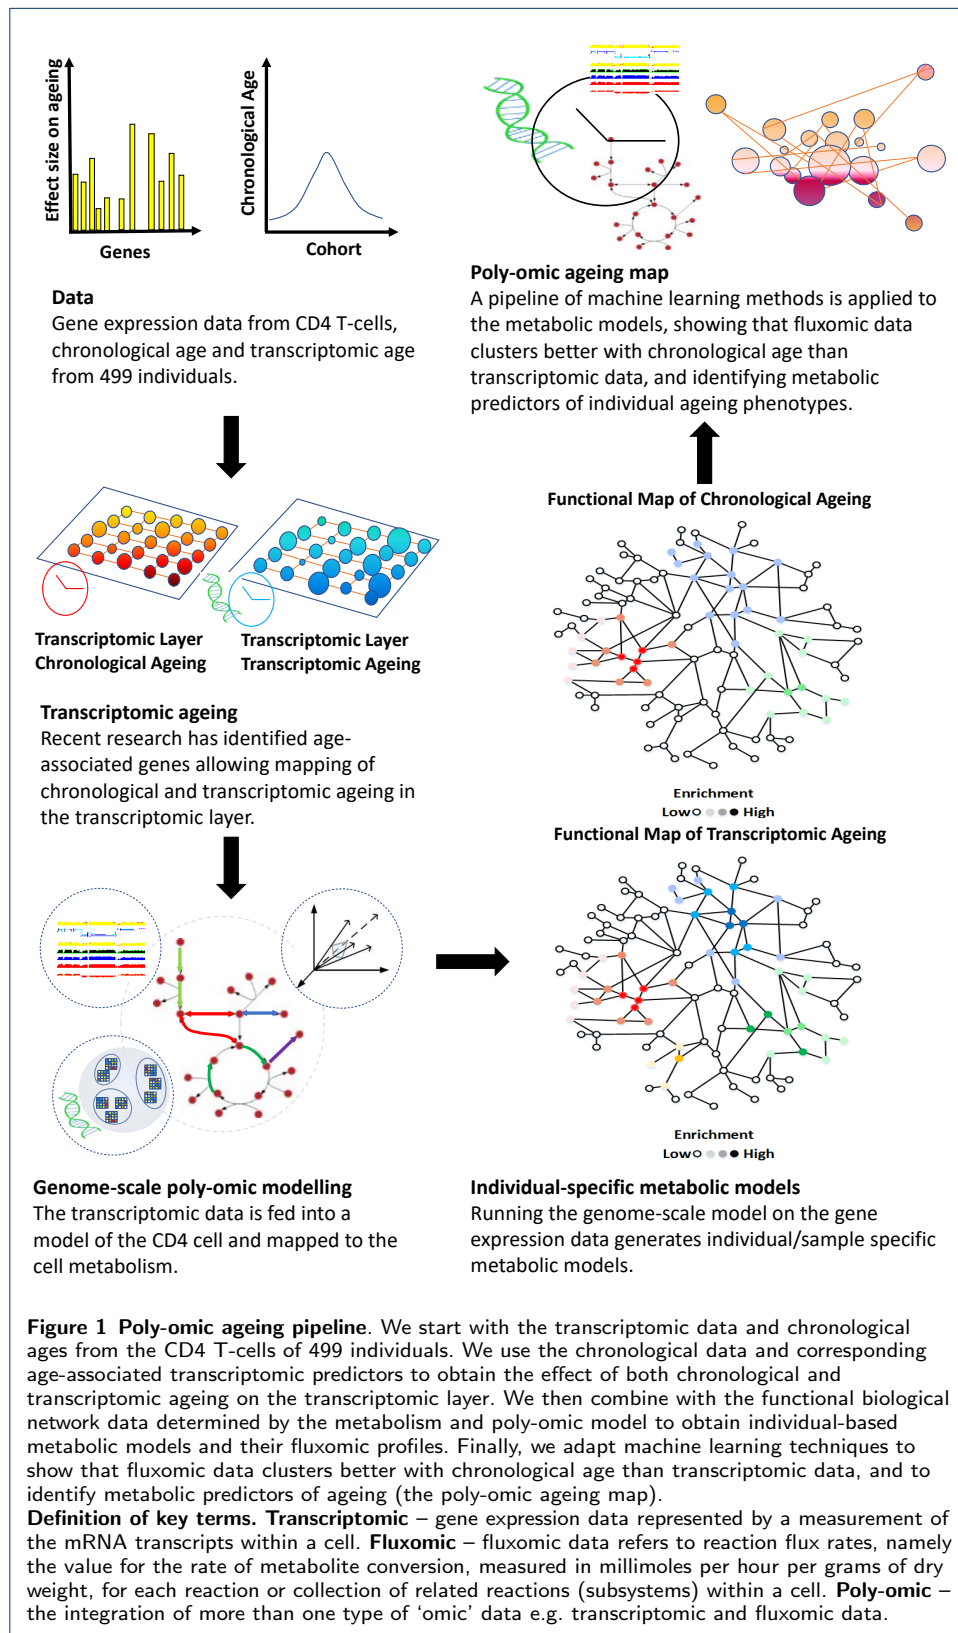 Effect size on ageing
Genes
Chronological Age
Cohort
Data
Gene expression data from CD4 T-cells,
chronological age and transcriptomic age
from 499 individuals.
Transcriptomic Layer
Chronological Ageing
Transcriptomic Layer
Transcriptomic Ageing
Transcriptomic ageing
Recent research has identified age-
associated genes allowing mapping of
chronological and transcriptomic ageing in
the transcriptomic layer.
Genome-scale poly-omic modelling
The transcriptomic data is fed into a
model of the CD4 cell and mapped to the
cell metabolism.
Poly-omic ageing map
A pipeline of machine learning methods is applied to
the metabolic models, showing that fluxomic data
clusters better with chronological age than
transcriptomic data, and identifying metabolic
predictors of individual ageing phenotypes.
Functional Map of Chronological Ageing
Enrichment
Low High
Functional Map of Transcriptomic Ageing
Enrichment
Low High
Individual-specific metabolic models
Running the genome-scale model on the gene
expression data generates individual/sample specific
metabolic models.
Figure 1 Poly-omic ageing pipeline. We start with the transcriptomic data and chronological
ages from the CD4 T-cells of 499 individuals. We use the chronological data and corresponding
age-associated transcriptomic predictors to obtain the effect of both chronological and
transcriptomic ageing on the transcriptomic layer. We then combine with the functional biological
network data determined by the metabolism and poly-omic model to obtain individual-based
metabolic models and their fluxomic profiles. Finally, we adapt machine learning techniques to
show that fluxomic data clusters better with chronological age than transcriptomic data, and to
identify metabolic predictors of ageing (the poly-omic ageing map).
Definition of key terms. Transcriptomic – gene expression data represented by a measurement of
the mRNA transcripts within a cell. Fluxomic – fluxomic data refers to reaction flux rates, namely
the value for the rate of metabolite conversion, measured in millimoles per hour per grams of dry
weight, for each reaction or collection of related reactions (subsystems) within a cell. Poly-omic –
the integration of more than one type of ‘omic’ data e.g. transcriptomic and fluxomic data.